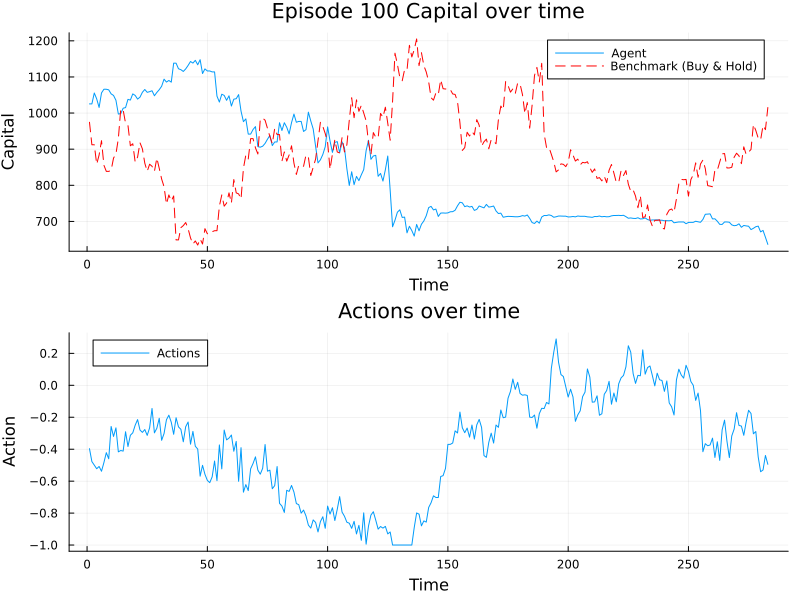 Episode 100 Capital over time
Capital
1200
1100
1000
900
800
700
Agent
Benchmark (Buy & Hold)
0
50
100
150
200
250
Time
Actions over time
Action
0.2
0.0
−0.2
−0.4
−0.6
−0.8
−1.0
Actions
0
50
100
150
200
250
Time